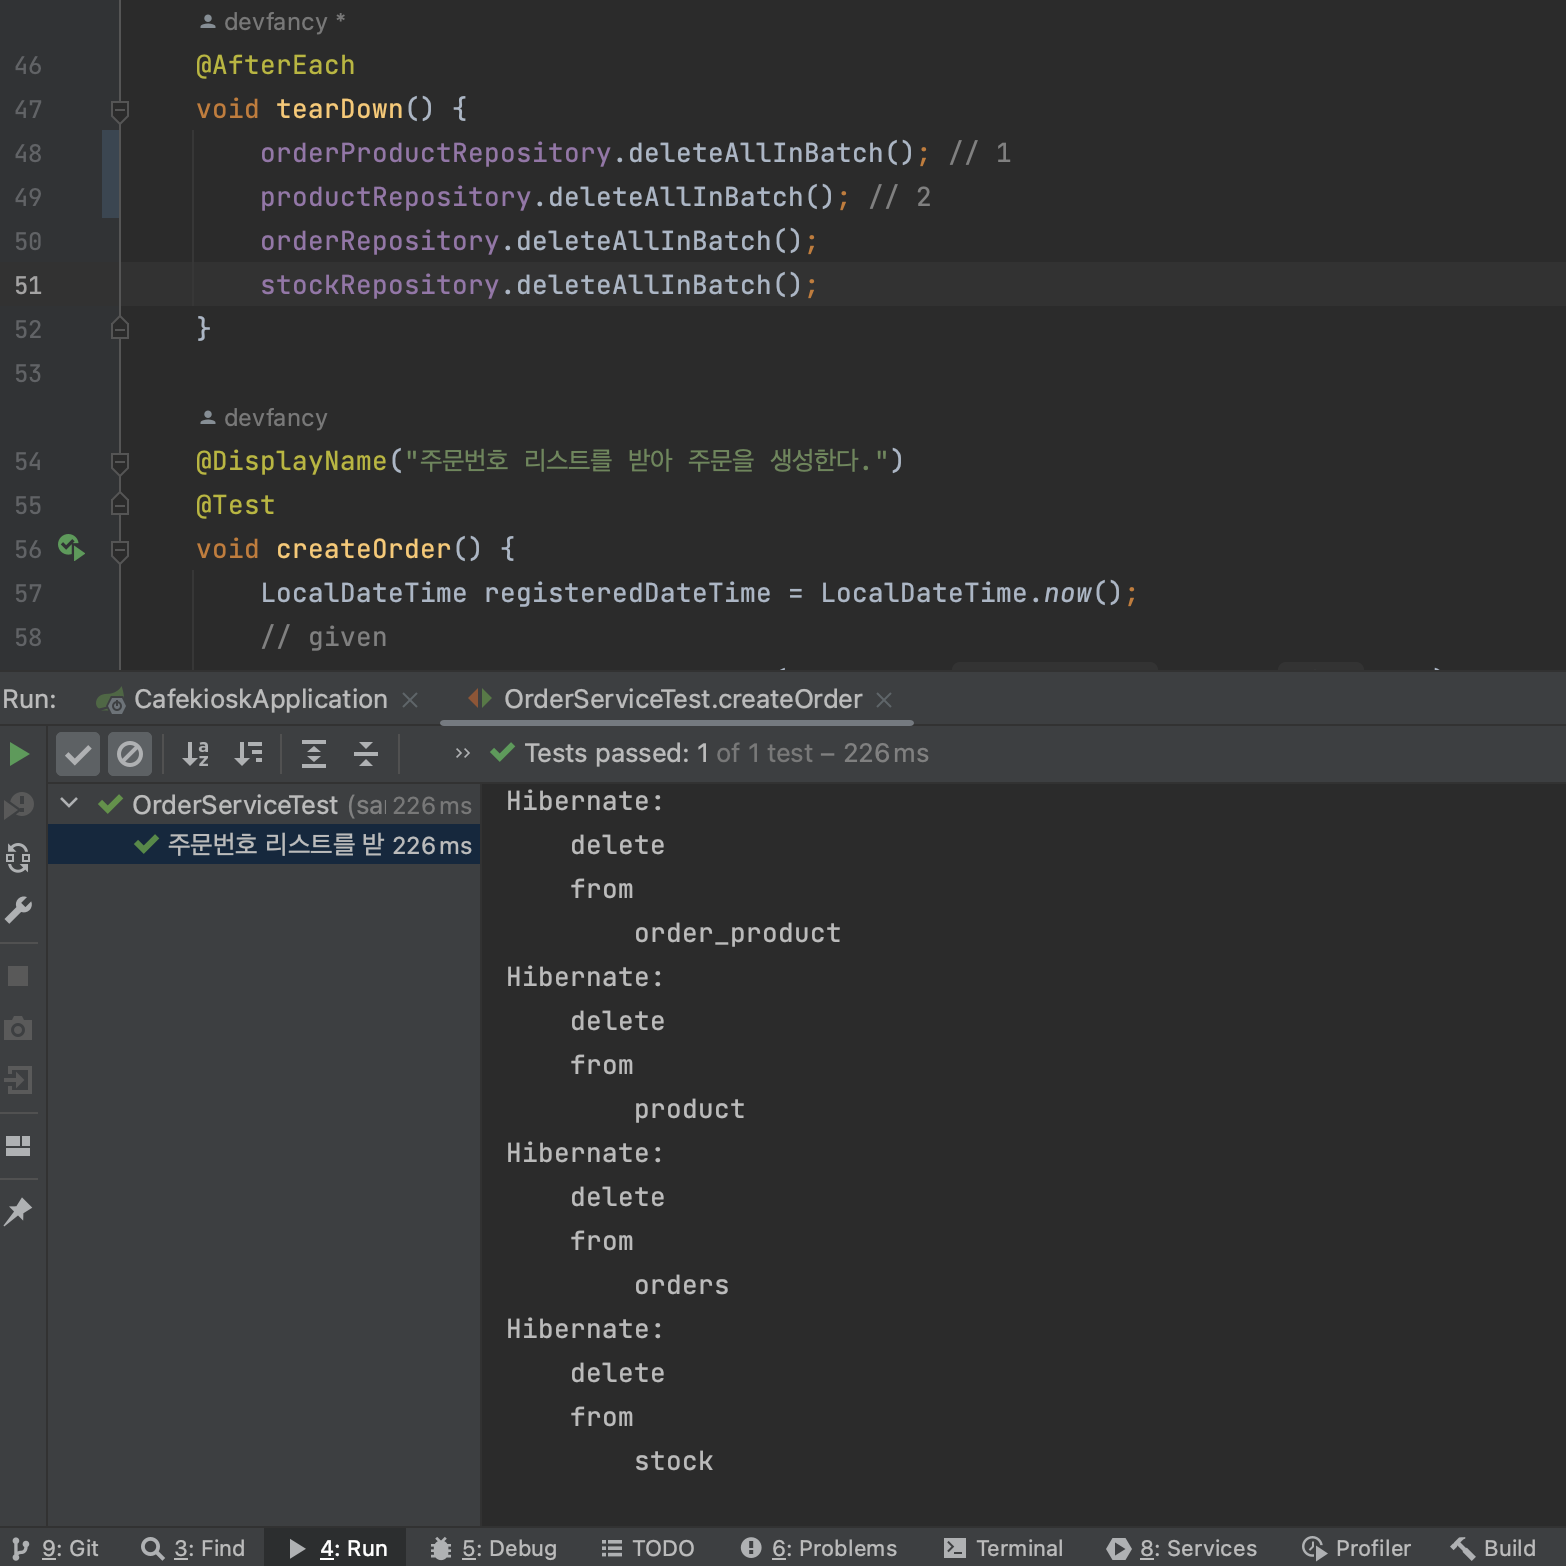 devfancy *
46 @AfterEach
47 void tearDown() {
48 orderProductRepository.deleteAllInBatch(); // 1
49 productRepository.deleteAllInBatch(); // 2
50 orderRepository.deleteAllInBatch();
51 stockRepository.deleteAllInBatch();
52 }
53
devfancy
54 @DisplayName("주문번호 리스트를 받아 주문을 생성한다.")
55 @Test
56 void createOrder() {
57 LocalDateTime registeredDateTime = LocalDateTime.now();
58 // given
Run: CafekioskApplication × OrderServiceTest.createOrder ×
» Tests passed: 1 of 1 test – 226 ms
OrderServiceTest (sa 226 ms
주문번호 리스트를 받 226 ms
Hibernate:
delete
from
order_product
Hibernate:
delete
from
product
Hibernate:
delete
from
orders
Hibernate:
delete
from
stock
9: Git 3: Find 4: Run 5: Debug TODO 6: Problems Terminal 8: Services Profiler Build